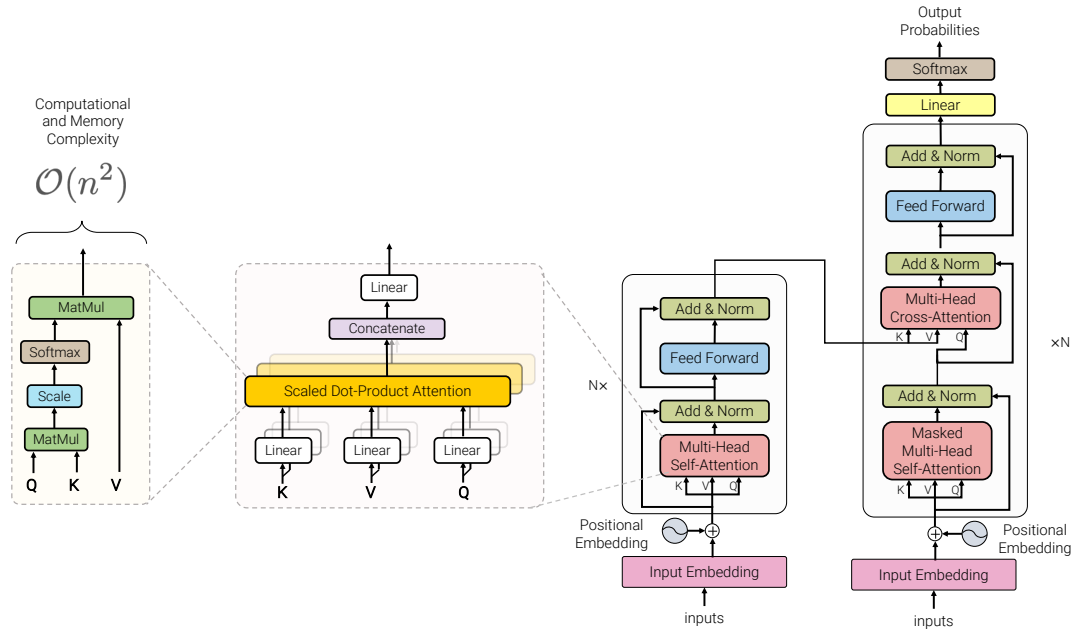 Computational
and Memory
Complexity
O(n²)
MatMul
Softmax
Scale
MatMul
Q K V
Linear
Concatenate
Scaled Dot-Product Attention
Linear Linear Linear
K V Q
N×
Add & Norm
Feed Forward
Add & Norm
Multi-Head
Self-Attention
K V Q
Positional
Embedding
+
Input Embedding
inputs
Output
Probabilities
Softmax
Linear
Add & Norm
Feed Forward
Add & Norm
Multi-Head
Cross-Attention
K V Q
×N
Add & Norm
Masked
Multi-Head
Self-Attention
K V Q
+
Positional
Embedding
Input Embedding
inputs